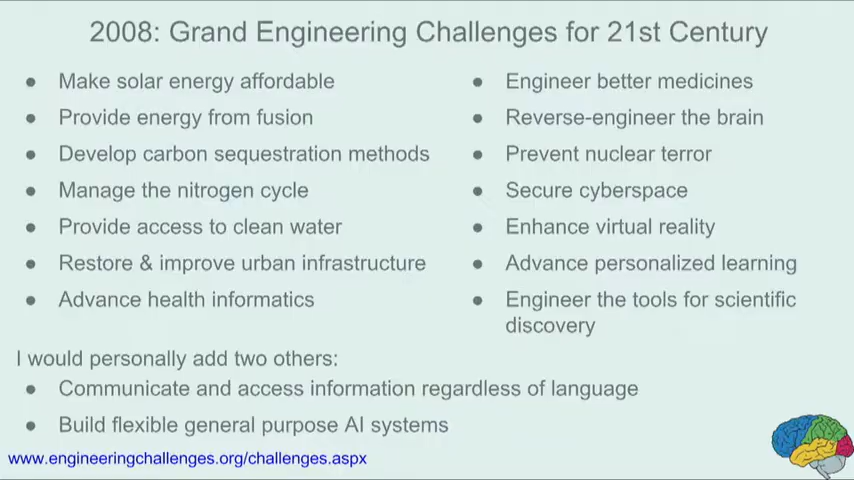 2008: Grand Engineering Challenges for 21st Century
● Make solar energy affordable
● Provide energy from fusion
● Develop carbon sequestration methods
● Manage the nitrogen cycle
● Provide access to clean water
● Restore & improve urban infrastructure
● Advance health informatics
● Engineer better medicines
● Reverse-engineer the brain
● Prevent nuclear terror
● Secure cyberspace
● Enhance virtual reality
● Advance personalized learning
● Engineer the tools for scientific
discovery
I would personally add two others:
● Communicate and access information regardless of language
● Build flexible general purpose AI systems
www.engineeringchallenges.org/challenges.aspx